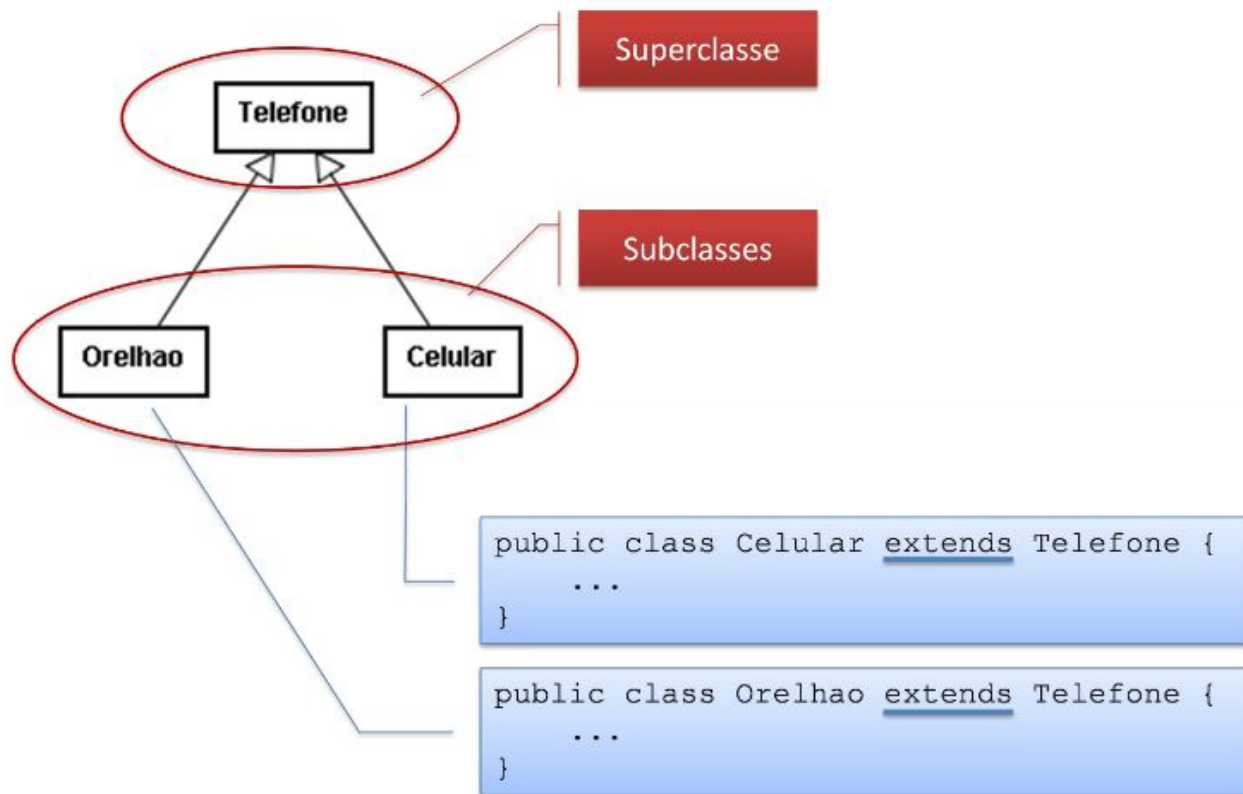 Superclasse
Telefone
Subclasses
Orelhao
Celular
public class Celular extends Telefone {
...
}
public class Orelhao extends Telefone {
...
}